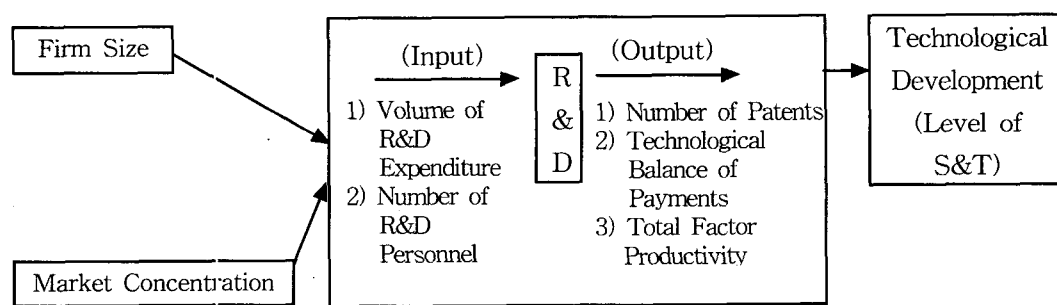 Firm Size
Market Concentration
(Input)
1) Volume of
R&D
Expenditure
2) Number of
R&D
Personnel
R
&
D
(Output)
1) Number of Patents
2) Technological
Balance of
Payments
3) Total Factor
Productivity
Technological
Development
(Level of
S&T)